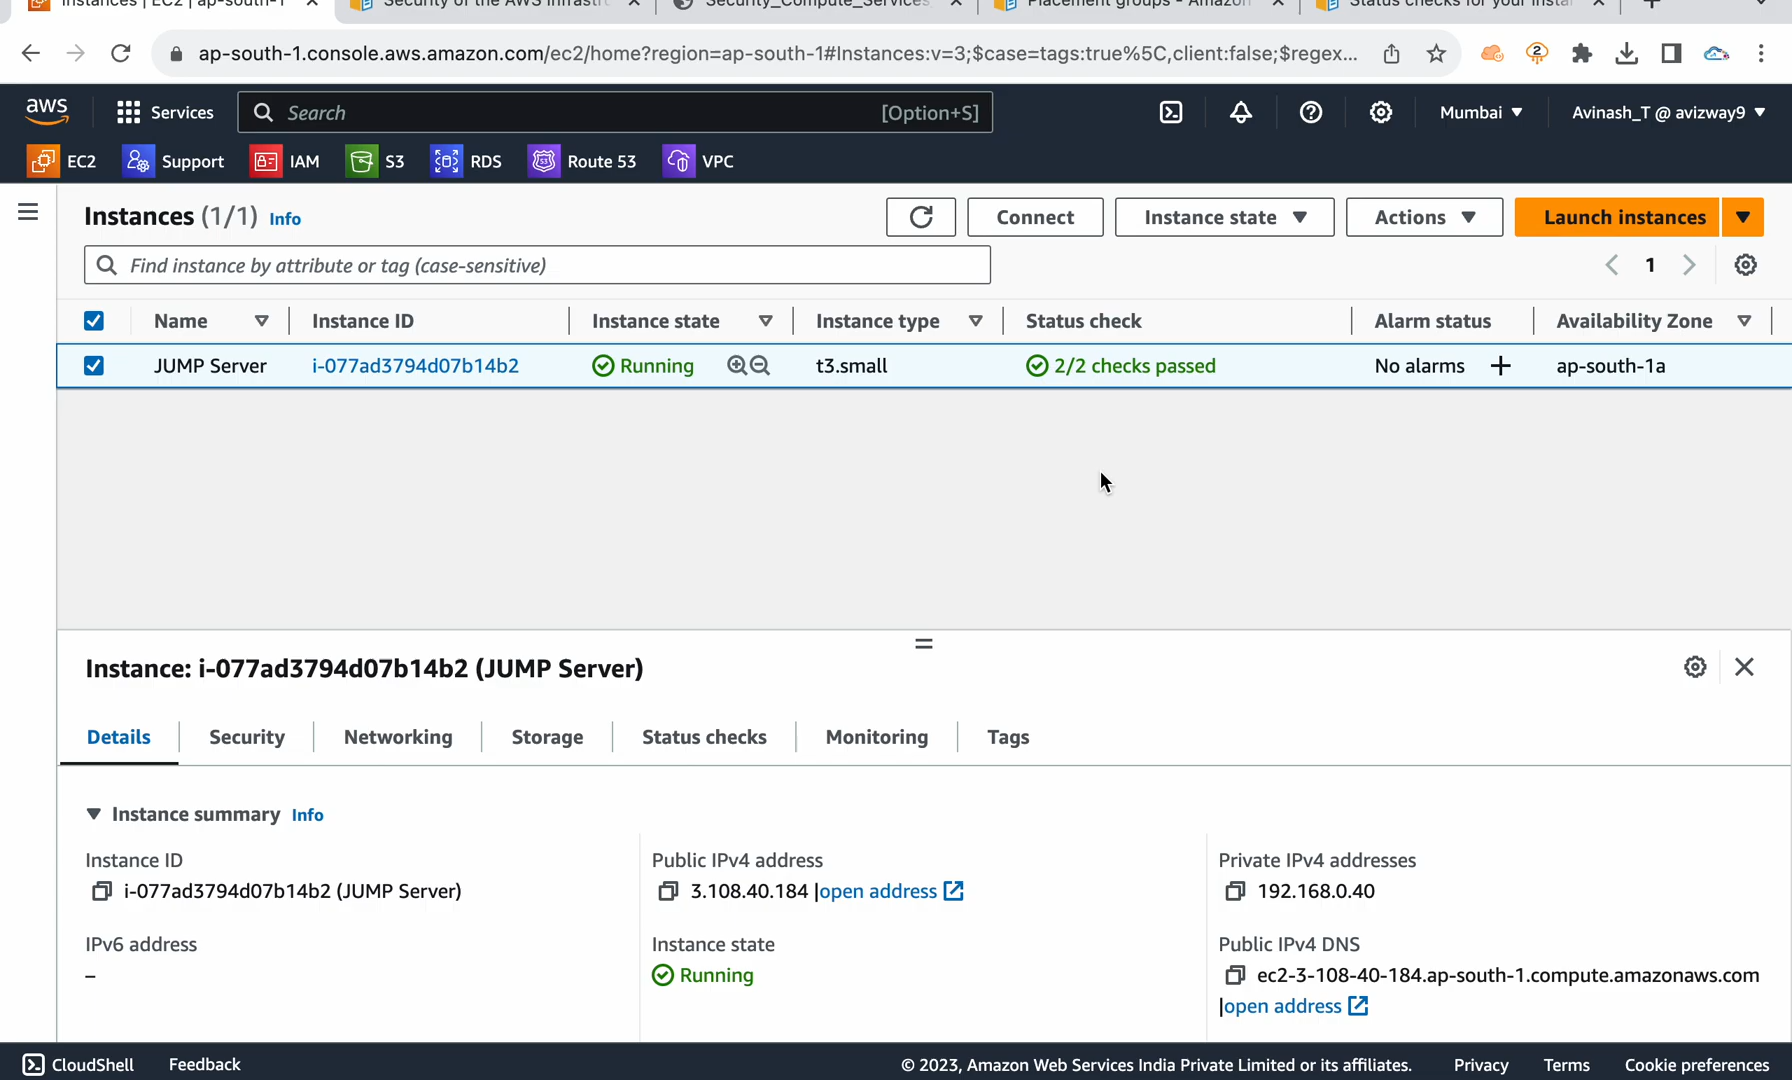 Instances | EC2 | ap-south-1
Security of the AWS Infrastr
Security_Compute_Services
Placement groups - Amazon
Status checks for your insta
ap-south-1.console.aws.amazon.com/ec2/home?region=ap-south-1#Instances:v=3;$case=tags:true%5C,client:false;$regex...
2
aws
Services
Search
[Option+S]
Mumbai
Avinash_T @ avizway9
EC2
Support
IAM
S3
RDS
Route 53
VPC
Instances (1/1) Info
Connect
Instance state
Actions
Launch instances
Find instance by attribute or tag (case-sensitive)
1
Name
Instance ID
Instance state
Instance type
Status check
Alarm status
Availability Zone
JUMP Server
i-077ad3794d07b14b2
Running
t3.small
2/2 checks passed
No alarms
ap-south-1a
Instance: i-077ad3794d07b14b2 (JUMP Server)
Details
Security
Networking
Storage
Status checks
Monitoring
Tags
Instance summary Info
Instance ID
i-077ad3794d07b14b2 (JUMP Server)
Public IPv4 address
3.108.40.184 |open address
Private IPv4 addresses
192.168.0.40
IPv6 address
–
Instance state
Running
Public IPv4 DNS
ec2-3-108-40-184.ap-south-1.compute.amazonaws.com
|open address
CloudShell
Feedback
© 2023, Amazon Web Services India Private Limited or its affiliates.
Privacy
Terms
Cookie preferences